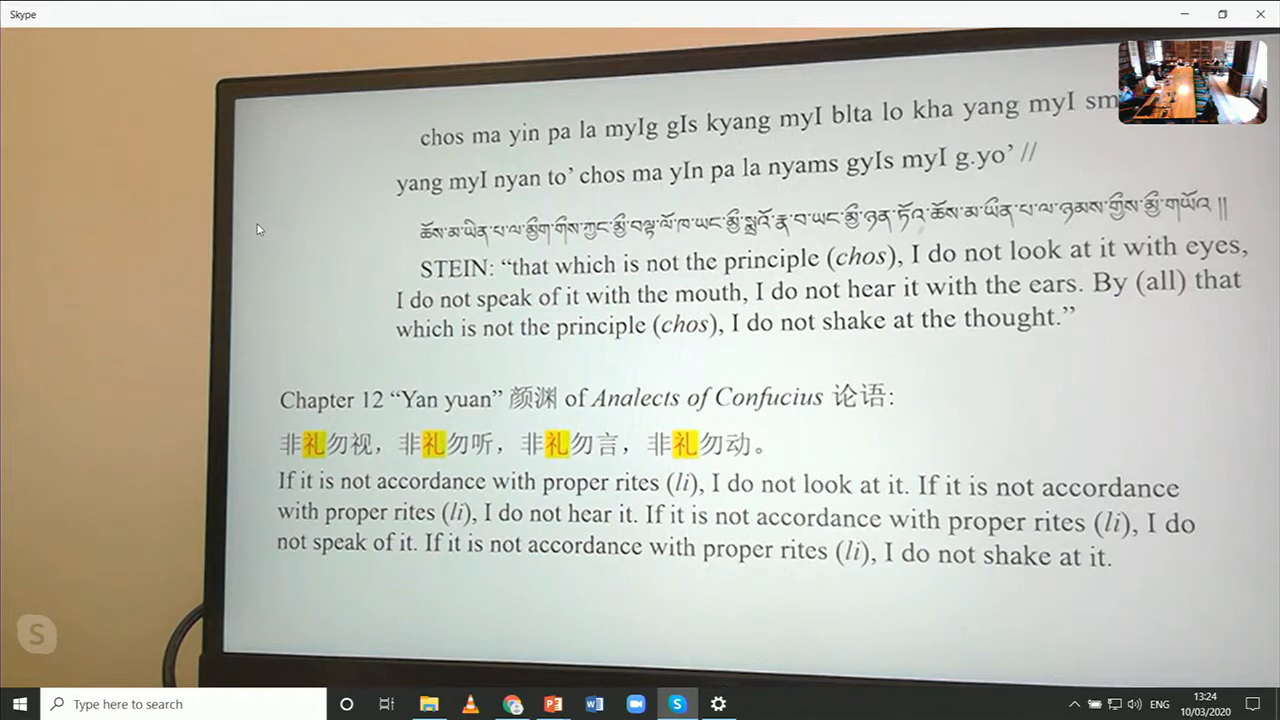 Skype
chos ma yin pa la myIg gIs kyang myI blta lo kha yang myI sm
yang myI nyan to’ chos ma yIn pa la nyams gyIs myI g.yo’ //
ཆོས་མ་ཡིན་པ་ལ་མྱིག་གིས་ཀྱང་མྱི་བལྟ་ལོ་ཁ་ཡང་མྱི་སྨྲའོ་རྣ་བ་ཡང་མྱི་ཉན་ཏོའ་ཆོས་མ་ཡིན་པ་ལ་ཉམས་གྱིས་མྱི་གཡོའ།།
STEIN: “that which is not the principle (chos), I do not look at it with eyes,
I do not speak of it with the mouth, I do not hear it with the ears. By (all) that
which is not the principle (chos), I do not shake at the thought.”
Chapter 12 “Yan yuan” 颜渊 of Analects of Confucius 论语:
非礼勿视，非礼勿听，非礼勿言，非礼勿动。
If it is not accordance with proper rites (li), I do not look at it. If it is not accordance
with proper rites (li), I do not hear it. If it is not accordance with proper rites (li), I do
not speak of it. If it is not accordance with proper rites (li), I do not shake at it.
S
Type here to search
ENG
13:24
10/03/2020